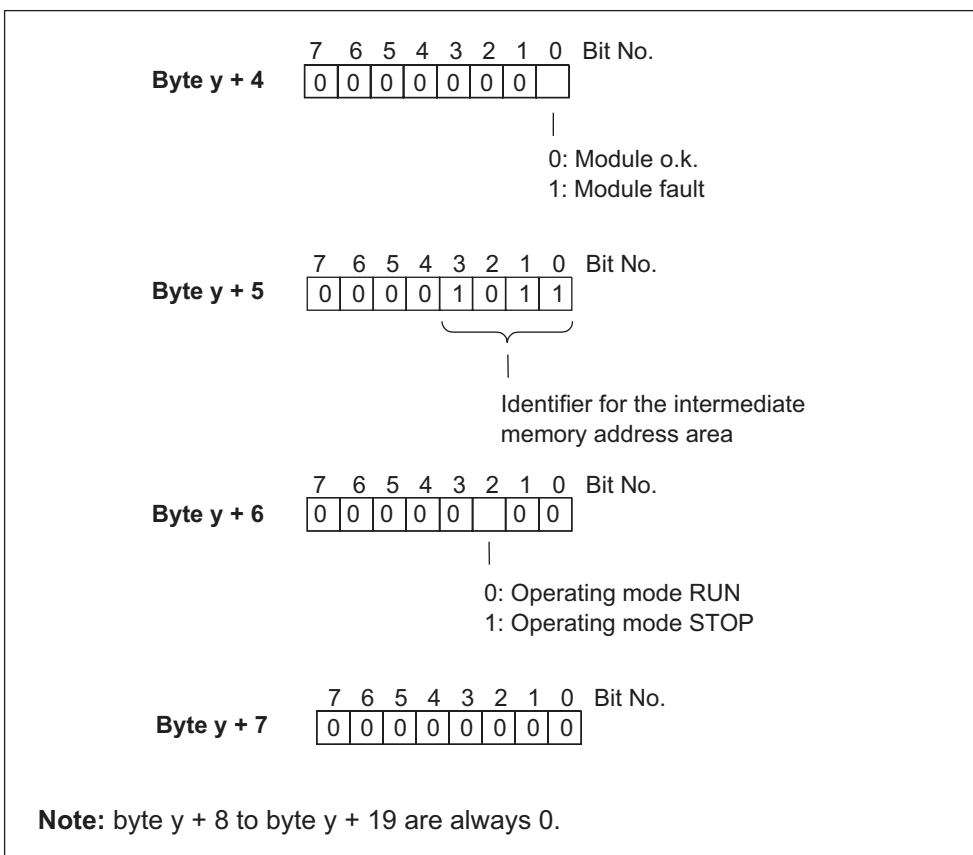 7 6 5 4 3 2 1 0 Bit No.
Byte y + 4 0 0 0 0 0 0 0
0: Module o.k.
1: Module fault
7 6 5 4 3 2 1 0 Bit No.
Byte y + 5 0 0 0 0 1 0 1 1
Identifier for the intermediate
memory address area
7 6 5 4 3 2 1 0 Bit No.
Byte y + 6 0 0 0 0 0 0 0
0: Operating mode RUN
1: Operating mode STOP
7 6 5 4 3 2 1 0 Bit No.
Byte y + 7 0 0 0 0 0 0 0 0
Note: byte y + 8 to byte y + 19 are always 0.